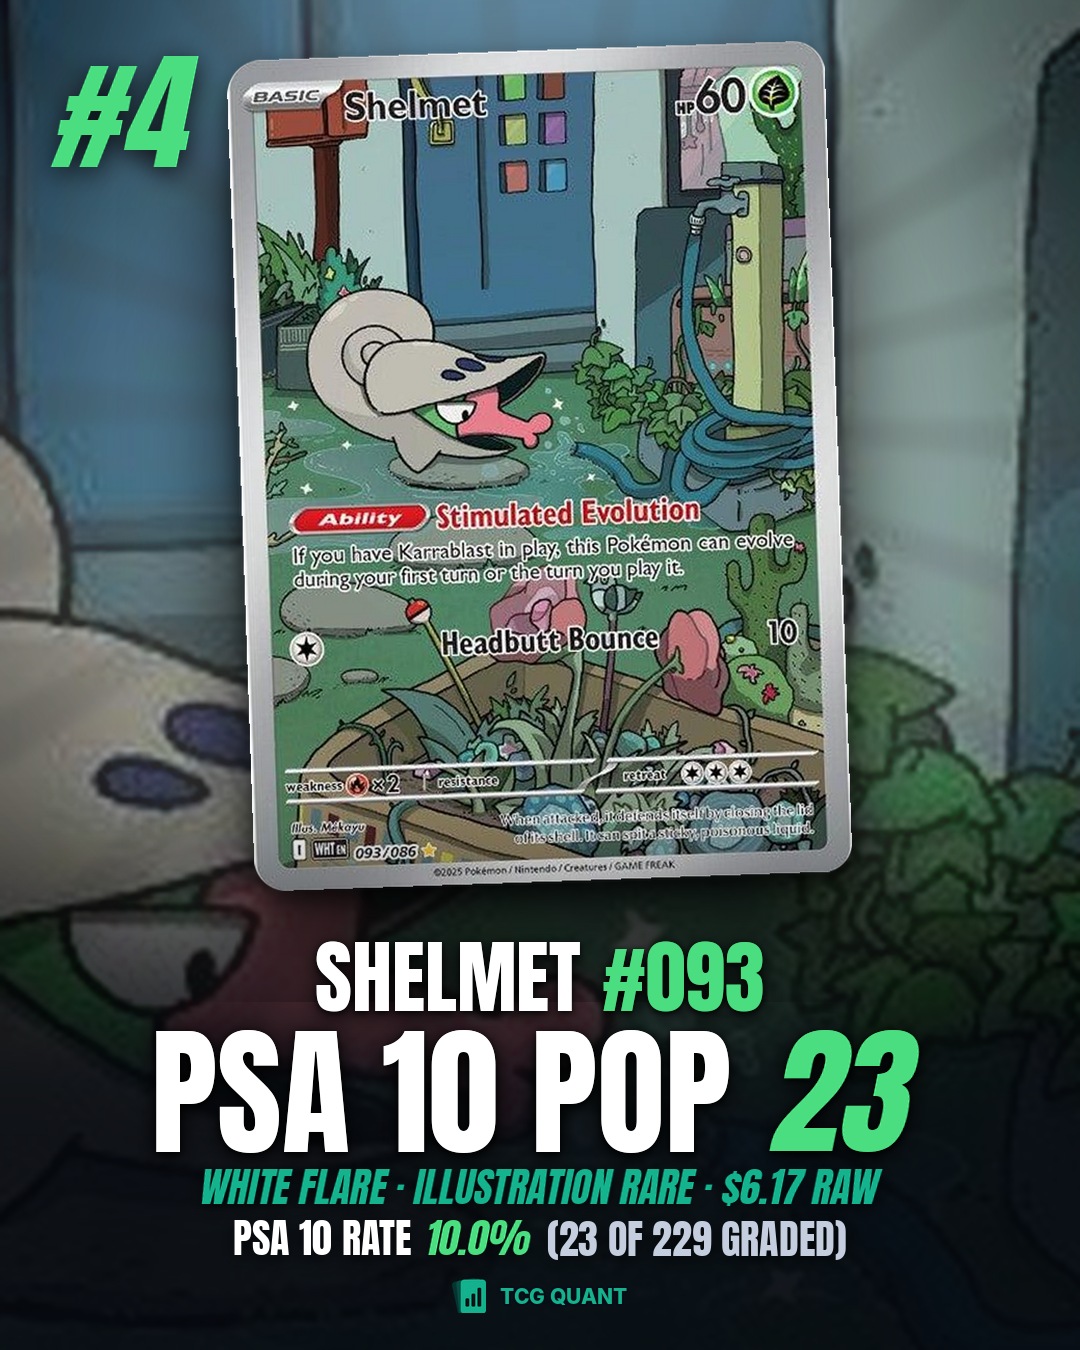 #4
BASIC Shelmet HP 60
Ability Stimulated Evolution
If you have Karrablast in play, this Pokémon can evolve
during your first turn or the turn you play it.
Headbutt Bounce 10
weakness ×2 resistance retreat
When attacked, it defends itself by closing the lid
of its shell. It can spit a sticky, poisonous liquid.
Illus. Mékayu
I WHT EN 093/086
©2025 Pokémon / Nintendo / Creatures / GAME FREAK
SHELMET #093
PSA 10 POP 23
WHITE FLARE · ILLUSTRATION RARE · $6.17 RAW
PSA 10 RATE 10.0% (23 OF 229 GRADED)
TCG QUANT